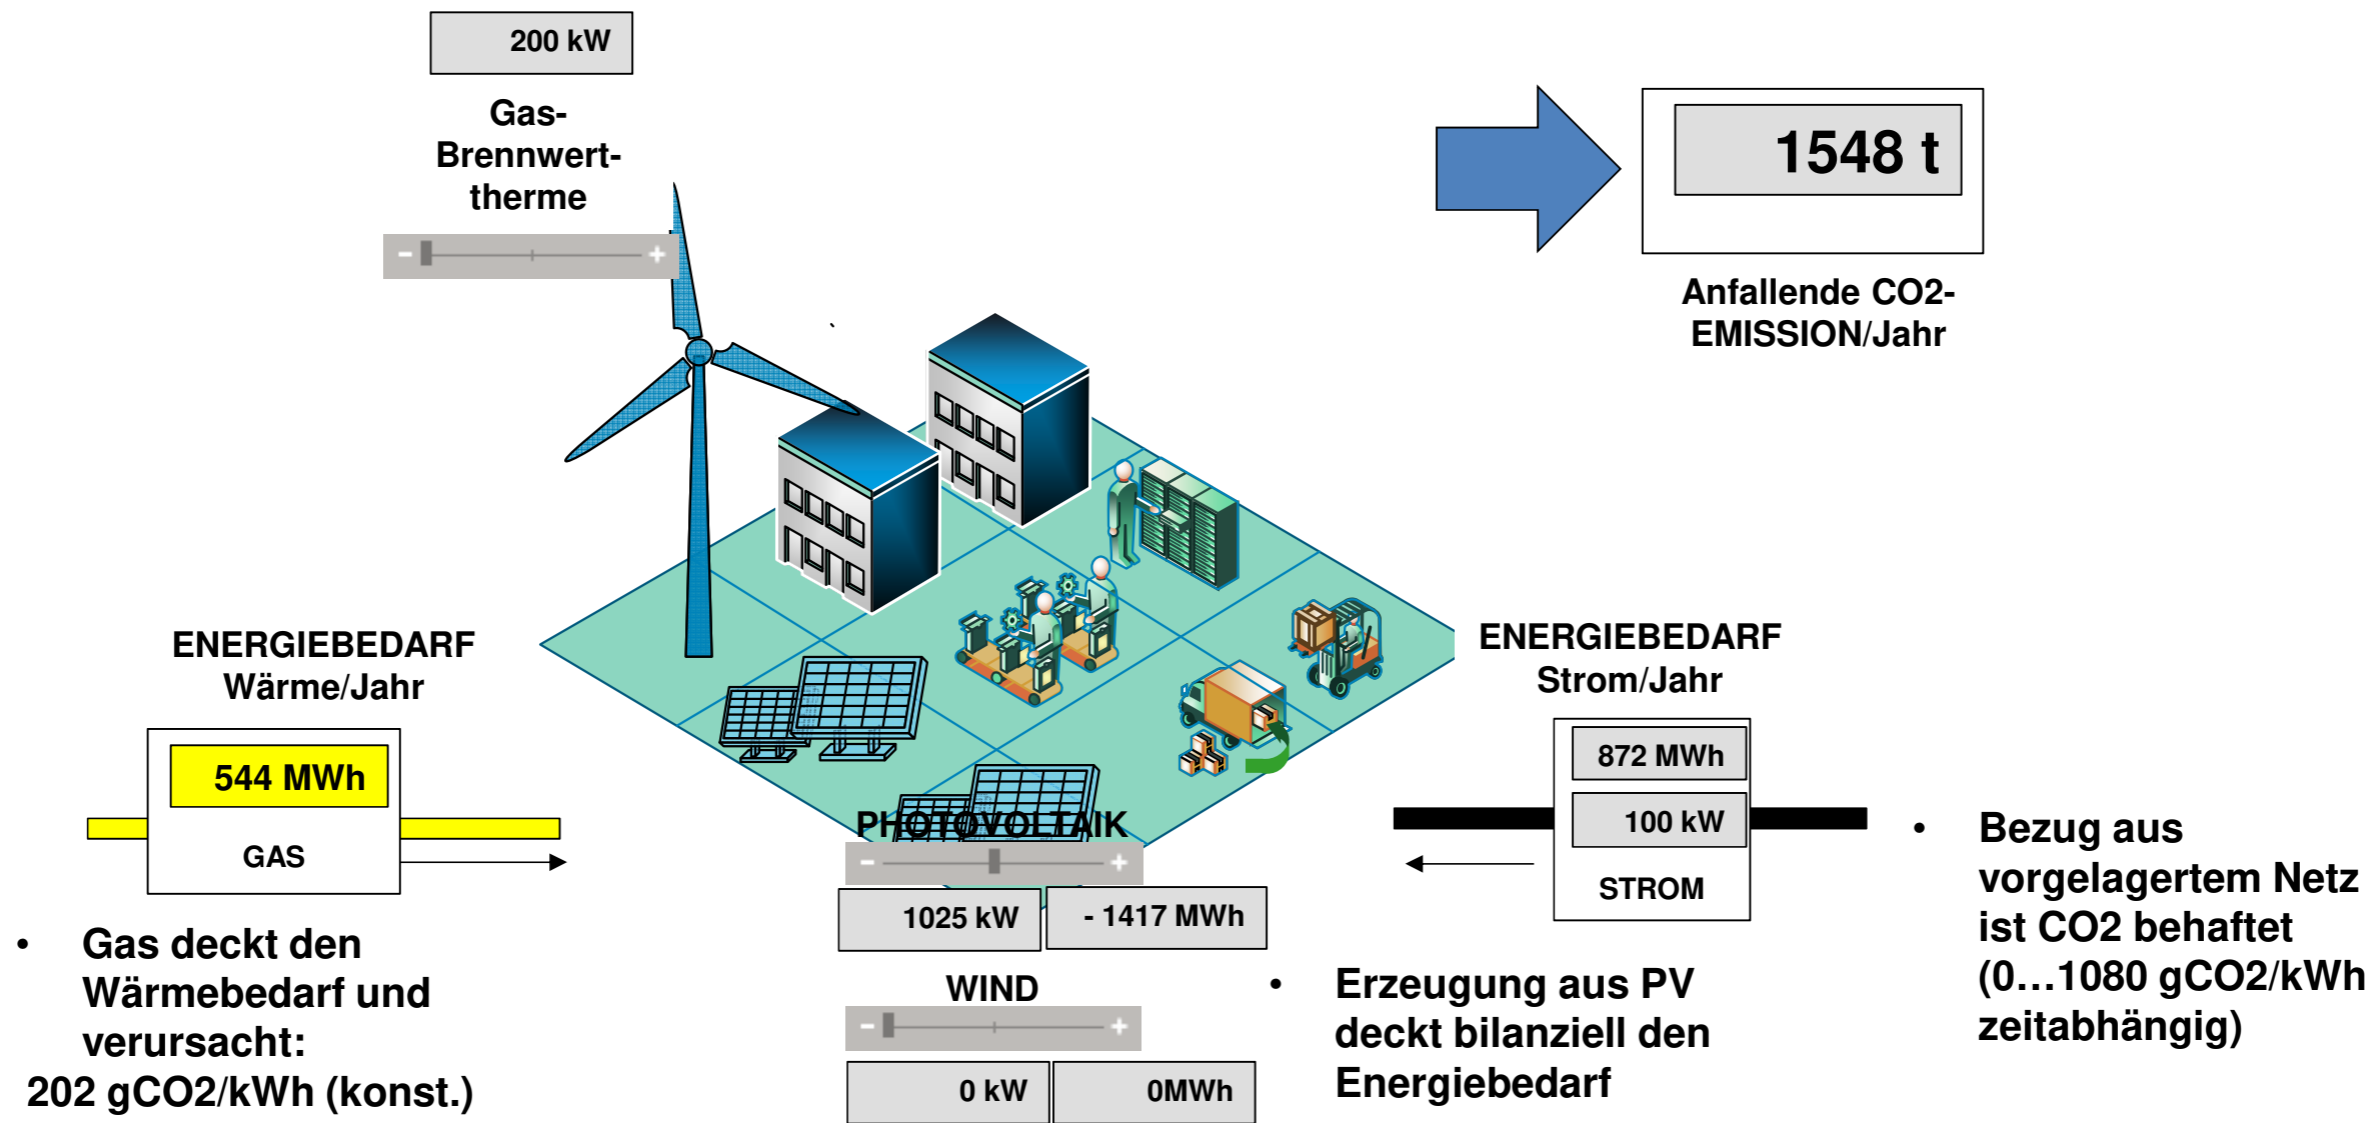 200 kW
Gas-
Brennwert-
therme
- +
1548 t
Anfallende CO2-
EMISSION/Jahr
ENERGIEBEDARF
Wärme/Jahr
544 MWh
GAS
• Gas deckt den
Wärmebedarf und
verursacht:
202 gCO2/kWh (konst.)
PHOTOVOLTAIK
- +
1025 kW
- 1417 MWh
WIND
- +
0 kW
0MWh
• Erzeugung aus PV
deckt bilanziell den
Energiebedarf
ENERGIEBEDARF
Strom/Jahr
872 MWh
100 kW
STROM
• Bezug aus
vorgelagertem Netz
ist CO2 behaftet
(0…1080 gCO2/kWh
zeitabhängig)